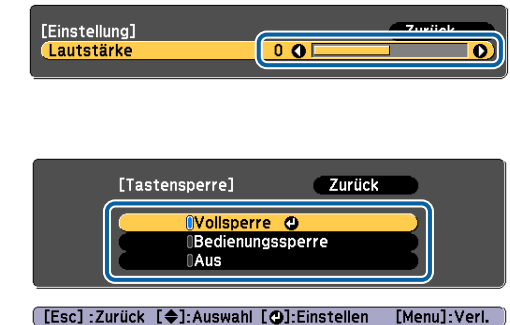 [Einstellung] Zurück
Lautstärke 0
[Tastensperre] Zurück
Vollsperre
Bedienungssperre
Aus
[Esc] :Zurück [◆]:Auswahl [⏎]:Einstellen [Menu]:Verl.